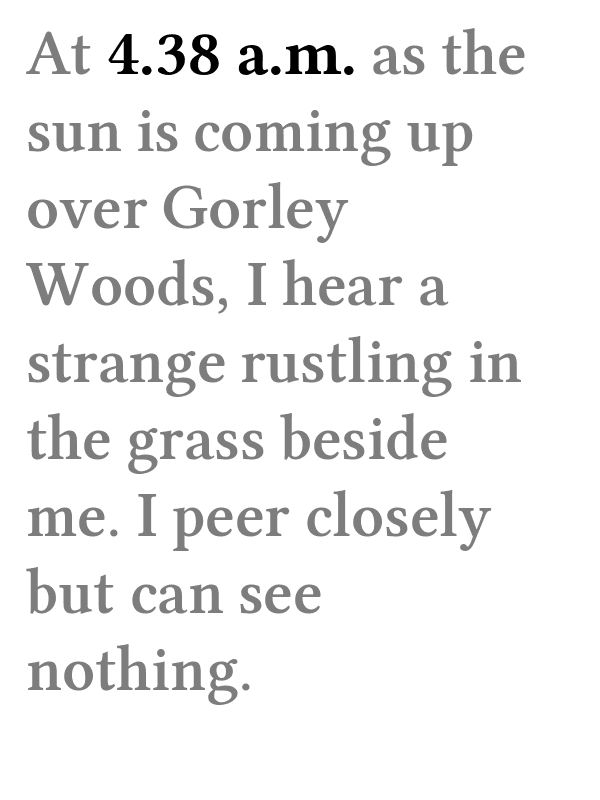 At 4.38 a.m. as the
sun is coming up
over Gorley
Woods, I hear a
strange rustling in
the grass beside
me. I peer closely
but can see
nothing.